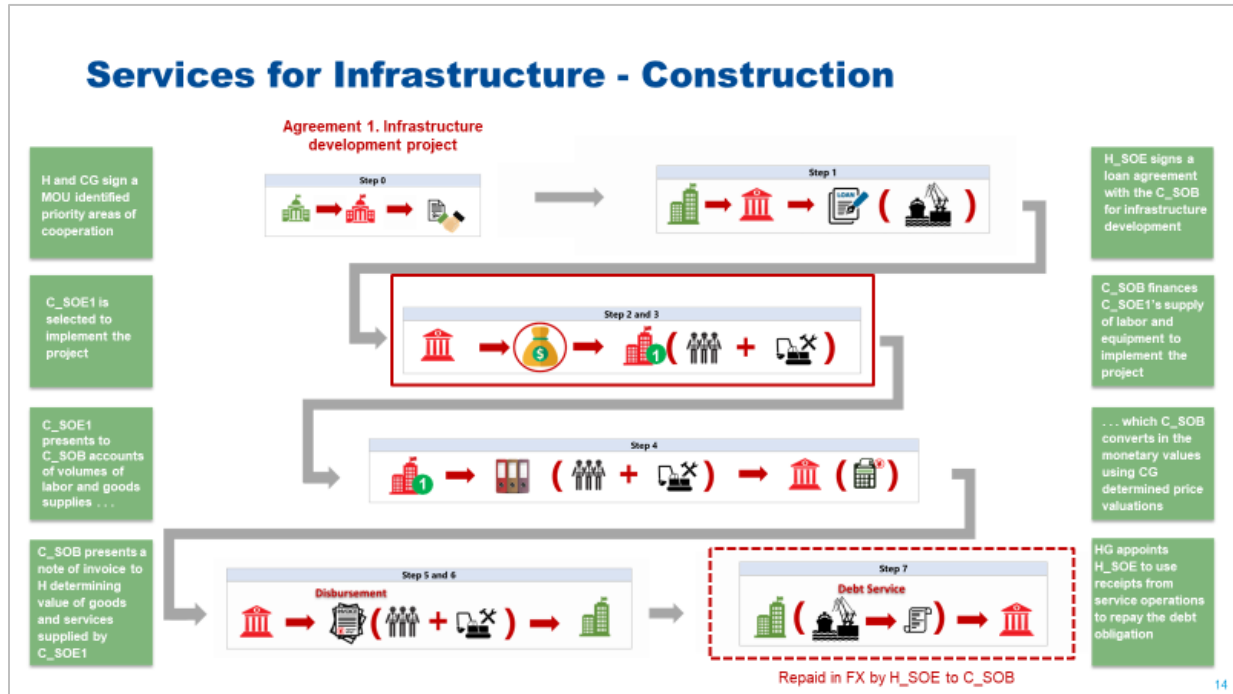 Services for Infrastructure - Construction
Agreement 1. Infrastructure
development project
H and CG sign a
MOU identified
priority areas of
cooperation
Step 0
Step 1
LOAN
H_SOE signs a
loan agreement
with the C_SOB
for infrastructure
development
C_SOE1 is
selected to
implement the
project
Step 2 and 3
$
1
C_SOB finances
C_SOE1's supply
of labor and
equipment to
implement the
project
C_SOE1
presents to
C_SOB accounts
of volumes of
labor and goods
supplies . . .
Step 4
1
. . . which C_SOB
converts in the
monetary values
using CG
determined price
valuations
C_SOB presents a
note of invoice to
H determining
value of goods
and services
supplied by
C_SOE1
Step 5 and 6
Disbursement
INVOICE
Step 7
Debt Service
HG appoints
H_SOE to use
receipts from
service operations
to repay the debt
obligation
Repaid in FX by H_SOE to C_SOB
14